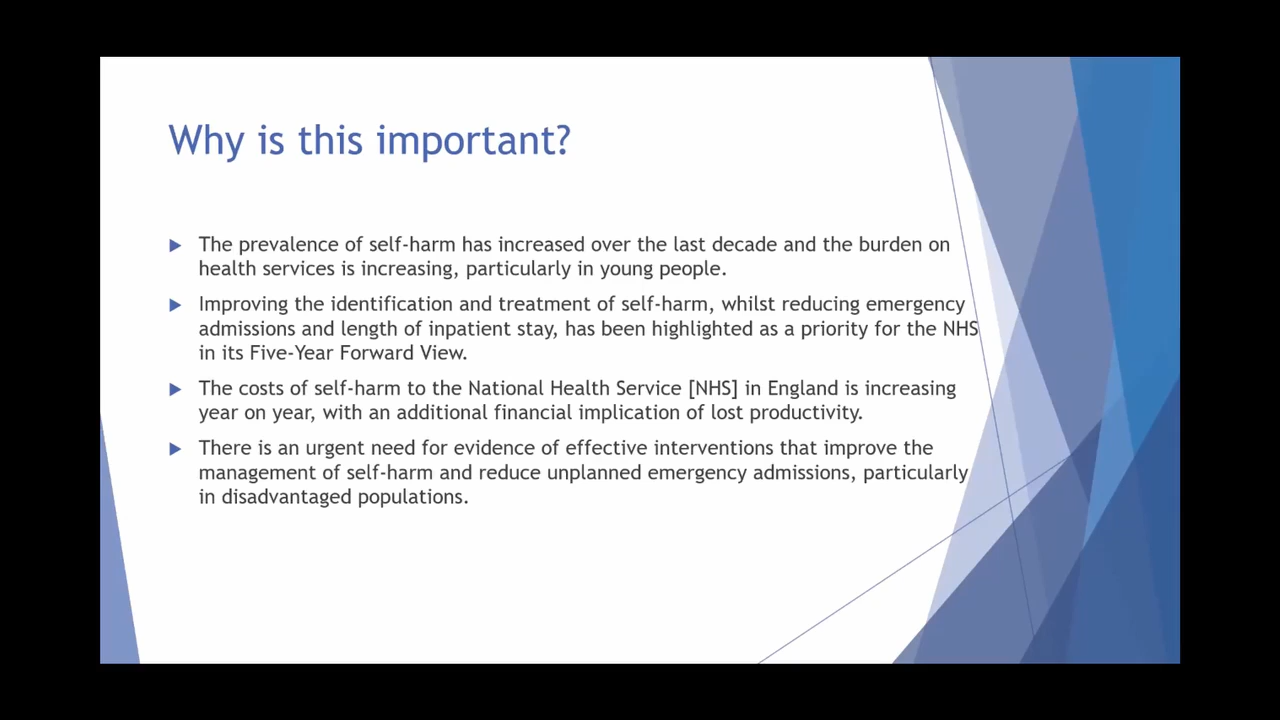 Why is this important?
The prevalence of self-harm has increased over the last decade and the burden on
health services is increasing, particularly in young people.
Improving the identification and treatment of self-harm, whilst reducing emergency
admissions and length of inpatient stay, has been highlighted as a priority for the NHS
in its Five-Year Forward View.
The costs of self-harm to the National Health Service [NHS] in England is increasing
year on year, with an additional financial implication of lost productivity.
There is an urgent need for evidence of effective interventions that improve the
management of self-harm and reduce unplanned emergency admissions, particularly
in disadvantaged populations.